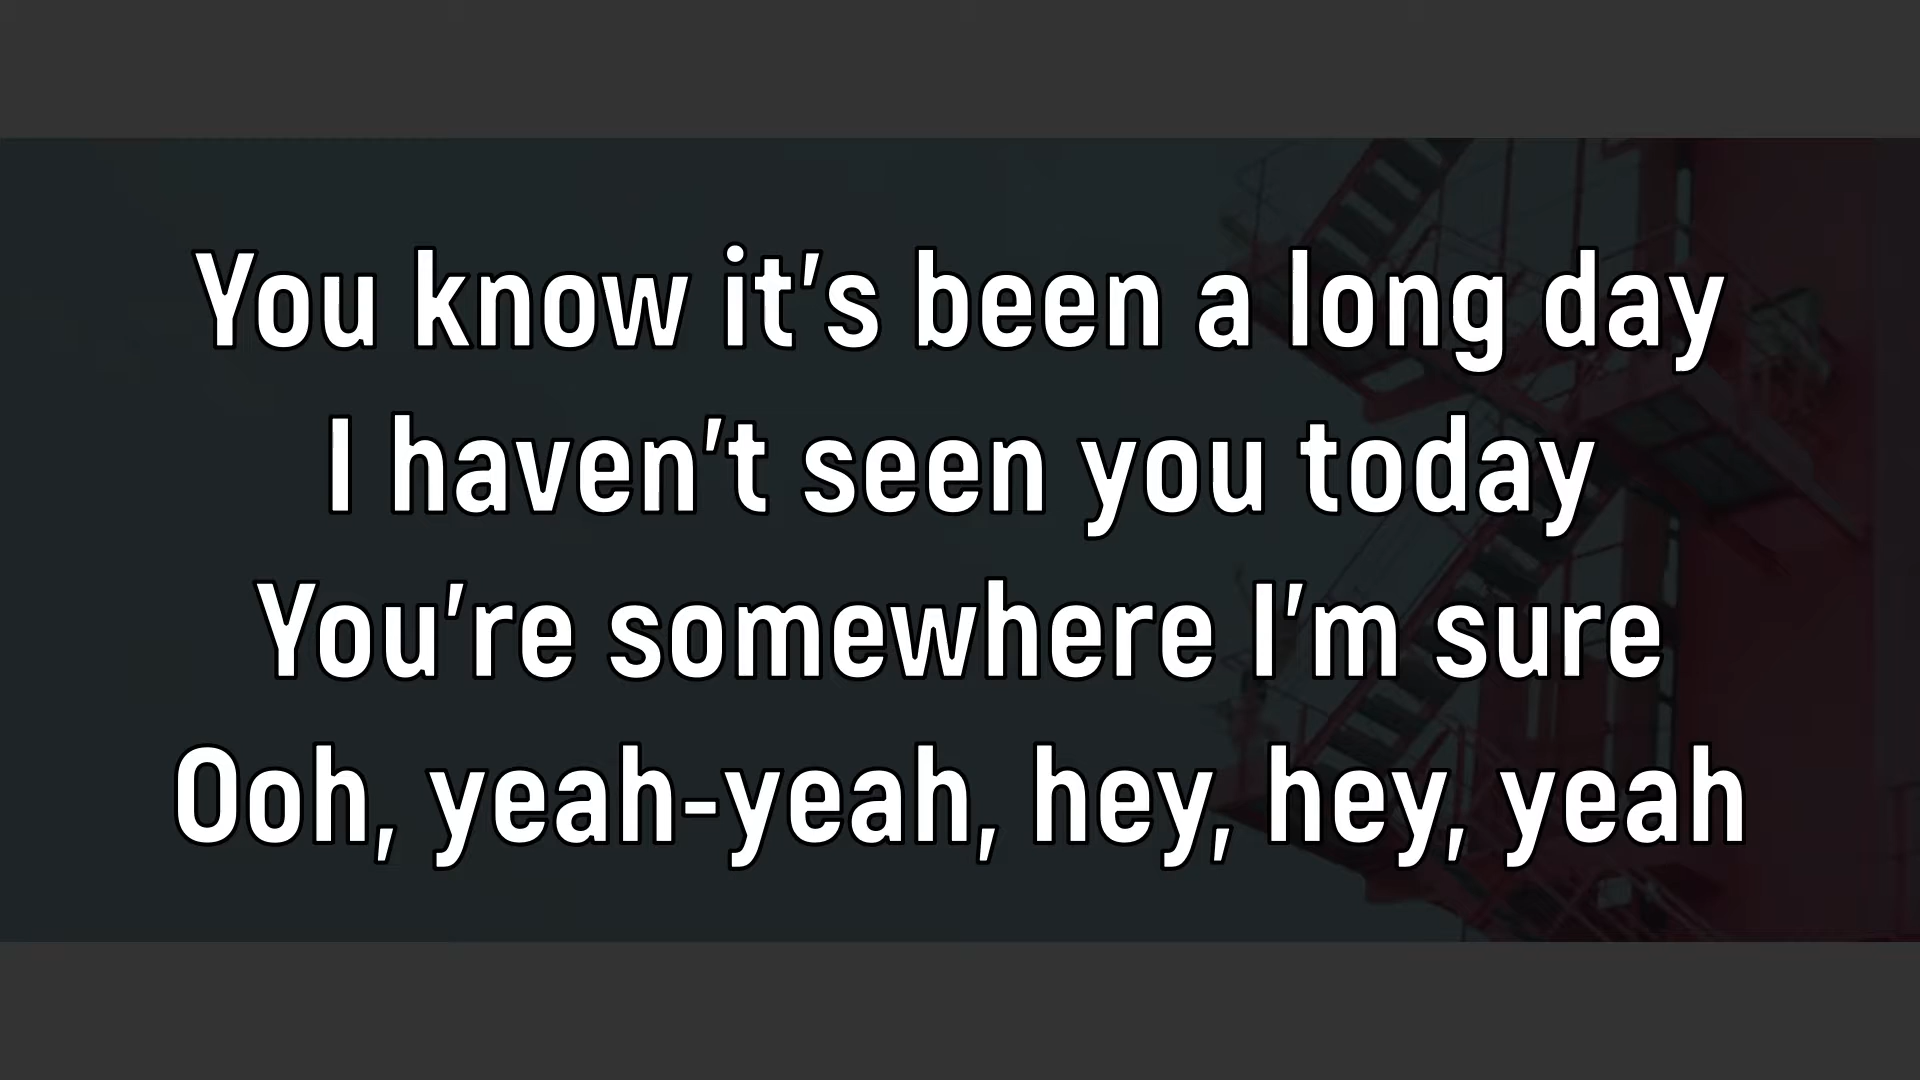 You know it's been a long day
I haven't seen you today
You're somewhere I'm sure
Ooh, yeah-yeah, hey, hey, yeah